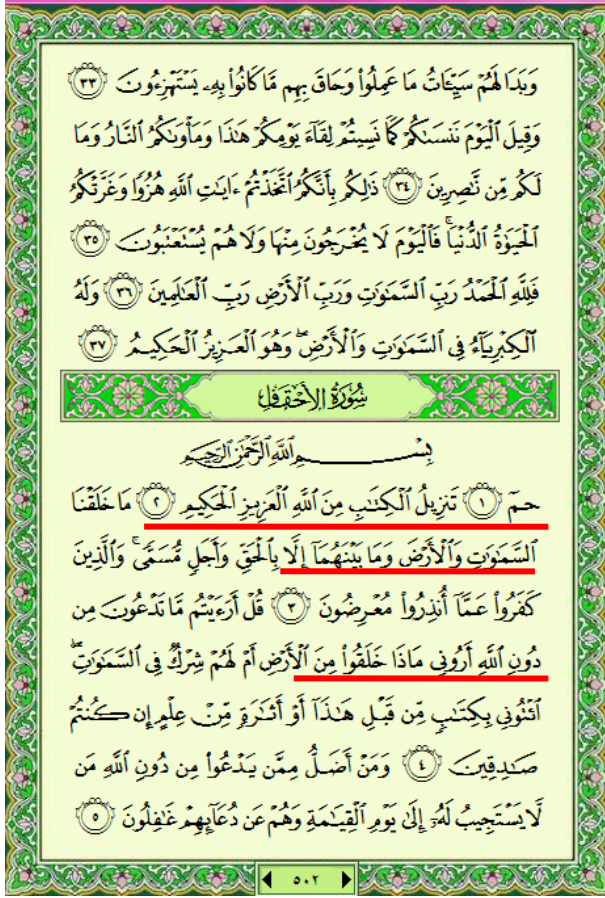 وَبَدَا لَهُمْ سَيِّـَٔاتُ مَا عَمِلُوا۟ وَحَاقَ بِهِم مَّا كَانُوا۟ بِهِۦ يَسْتَهْزِءُونَ ﴿٣٣﴾
وَقِيلَ ٱلْيَوْمَ نَنسَىٰكُمْ كَمَا نَسِيتُمْ لِقَآءَ يَوْمِكُمْ هَٰذَا وَمَأْوَىٰكُمُ ٱلنَّارُ وَمَا
لَكُم مِّن نَّٰصِرِينَ ﴿٣٤﴾ ذَٰلِكُم بِأَنَّكُمُ ٱتَّخَذْتُمْ ءَايَٰتِ ٱللَّهِ هُزُوًا وَغَرَّتْكُمُ
ٱلْحَيَوٰةُ ٱلدُّنْيَا ۚ فَٱلْيَوْمَ لَا يُخْرَجُونَ مِنْهَا وَلَا هُمْ يُسْتَعْتَبُونَ ﴿٣٥﴾
فَلِلَّهِ ٱلْحَمْدُ رَبِّ ٱلسَّمَٰوَٰتِ وَرَبِّ ٱلْأَرْضِ رَبِّ ٱلْعَٰلَمِينَ ﴿٣٦﴾ وَلَهُ
ٱلْكِبْرِيَآءُ فِى ٱلسَّمَٰوَٰتِ وَٱلْأَرْضِ ۖ وَهُوَ ٱلْعَزِيزُ ٱلْحَكِيمُ ﴿٣٧﴾
سُورَةُ الأَحْقَافِ
بِسْمِ ٱللَّهِ ٱلرَّحْمَٰنِ ٱلرَّحِيمِ
حمٓ ﴿١﴾ تَنزِيلُ ٱلْكِتَٰبِ مِنَ ٱللَّهِ ٱلْعَزِيزِ ٱلْحَكِيمِ ﴿٢﴾ مَا خَلَقْنَا
ٱلسَّمَٰوَٰتِ وَٱلْأَرْضَ وَمَا بَيْنَهُمَآ إِلَّا بِٱلْحَقِّ وَأَجَلٍ مُّسَمًّى ۚ وَٱلَّذِينَ
كَفَرُوا۟ عَمَّآ أُنذِرُوا۟ مُعْرِضُونَ ﴿٣﴾ قُلْ أَرَءَيْتُم مَّا تَدْعُونَ مِن
دُونِ ٱللَّهِ أَرُونِى مَاذَا خَلَقُوا۟ مِنَ ٱلْأَرْضِ أَمْ لَهُمْ شِرْكٌ فِى ٱلسَّمَٰوَٰتِ ۖ
ٱئْتُونِى بِكِتَٰبٍ مِّن قَبْلِ هَٰذَآ أَوْ أَثَٰرَةٍ مِّنْ عِلْمٍ إِن كُنتُمْ
صَٰدِقِينَ ﴿٤﴾ وَمَنْ أَضَلُّ مِمَّن يَدْعُوا۟ مِن دُونِ ٱللَّهِ مَن
لَّا يَسْتَجِيبُ لَهُۥٓ إِلَىٰ يَوْمِ ٱلْقِيَٰمَةِ وَهُمْ عَن دُعَآئِهِمْ غَٰفِلُونَ ﴿٥﴾
٥٠٢